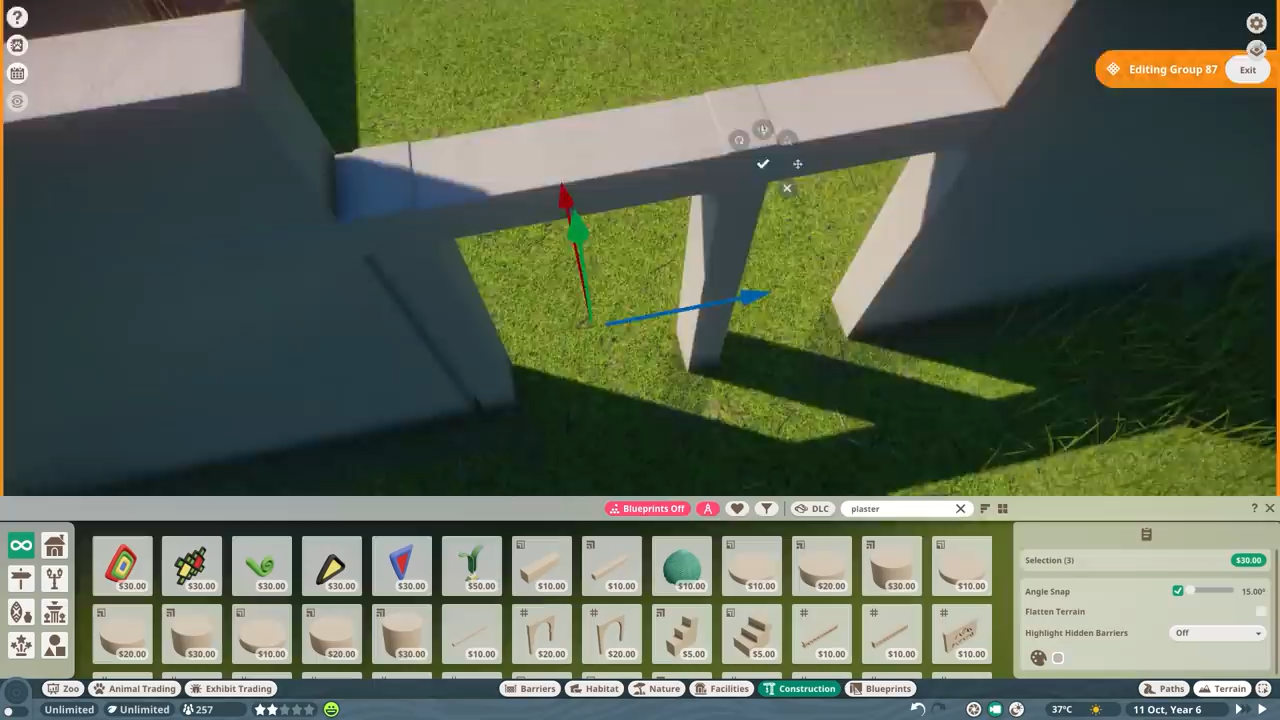 ?
Editing Group 87
Exit
Blueprints Off
DLC
plaster
?
$30.00
$30.00
$30.00
$30.00
$30.00
$50.00
$10.00
$10.00
$10.00
$10.00
$20.00
$30.00
$10.00
Selection (3)
$30.00
Angle Snap
15.00°
Flatten Terrain
Highlight Hidden Barriers
Off
$20.00
$30.00
$10.00
$20.00
$30.00
$10.00
$20.00
$20.00
$5.00
$5.00
$10.00
$10.00
$10.00
Zoo
Animal Trading
Exhibit Trading
Barriers
Habitat
Nature
Facilities
Construction
Blueprints
Paths
Terrain
Unlimited
Unlimited
257
37°C
11 Oct, Year 6